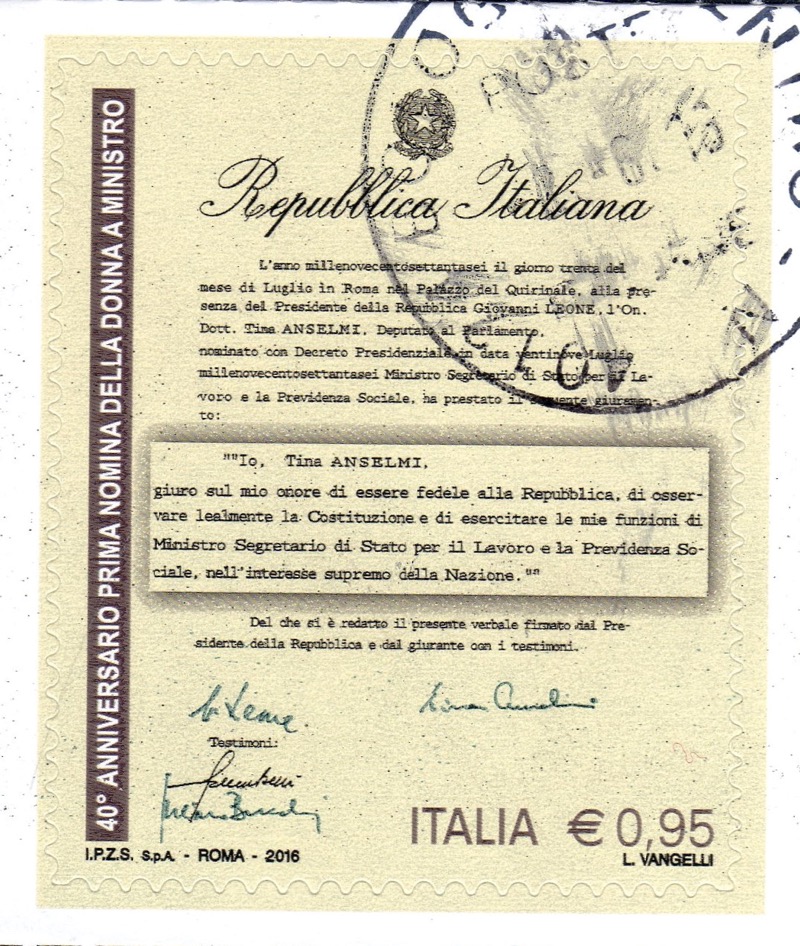 40° ANNIVERSARIO PRIMA NOMINA DELLA DONNA A MINISTRO
Repubblica Italiana
L'anno millenovecentosettantasei il giorno trenta del
mese di Luglio in Roma nel Palazzo del Quirinale, alla pre-
senza del Presidente della Repubblica Giovanni LEONE, l'On.
Dott. Tina ANSELMI, Deputato al Parlamento,
nominato con Decreto Presidenziale in data ventinove Luglio
millenovecentosettantasei Ministro Segretario di Stato per il La-
voro e la Previdenza Sociale, ha prestato il seguente giuramen-
to:
""Io, Tina ANSELMI,
giuro sul mio onore di essere fedele alla Repubblica, di osser-
vare lealmente la Costituzione e di esercitare le mie funzioni di
Ministro Segretario di Stato per il Lavoro e la Previdenza So-
ciale, nell'interesse supremo della Nazione.""
Del che si è redatto il presente verbale firmato dal Pre-
sidente della Repubblica e dal giurante con i testimoni.
G. Leone. Tina Anselmi
Testimoni:
ITALIA € 0,95
I.P.Z.S. S.p.A. - ROMA - 2016
L. VANGELLI